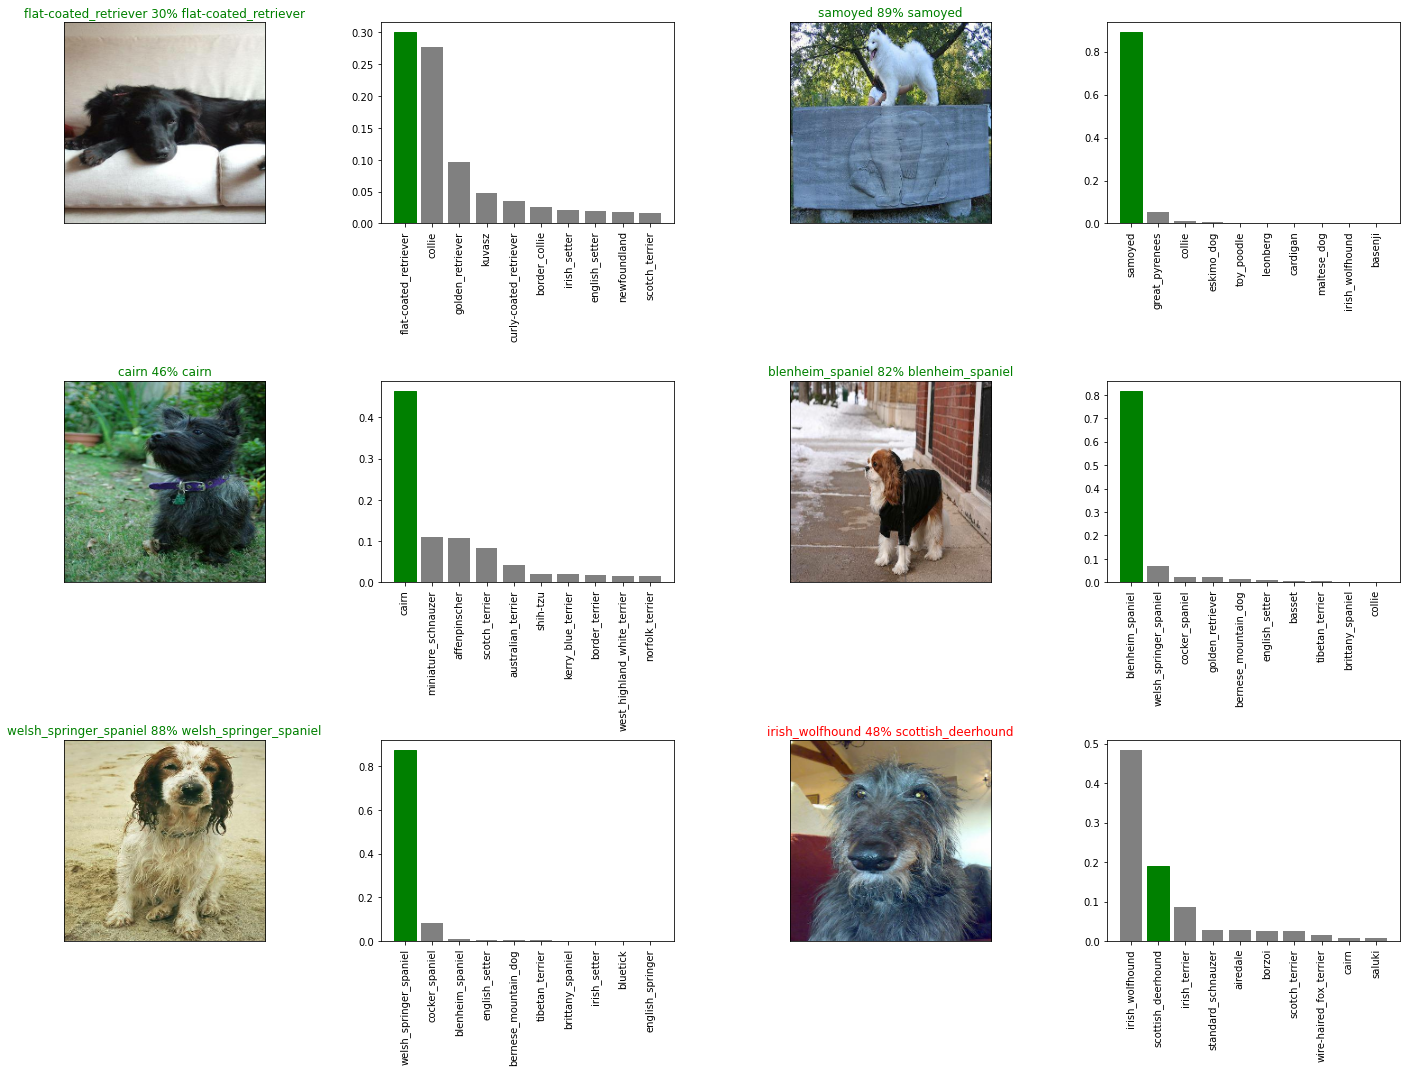 flat-coated_retriever 30% flat-coated_retriever
0.30
0.25
0.20
0.15
0.10
0.05
0.00
flat-coated_retriever
collie
golden_retriever
kuvasz
curly-coated_retriever
border_collie
irish_setter
english_setter
newfoundland
scotch_terrier
samoyed 89% samoyed
0.8
0.6
0.4
0.2
0.0
samoyed
great_pyrenees
collie
eskimo_dog
toy_poodle
leonberg
cardigan
maltese_dog
irish_wolfhound
basenji
cairn 46% cairn
0.4
0.3
0.2
0.1
0.0
cairn
miniature_schnauzer
affenpinscher
scotch_terrier
australian_terrier
shih-tzu
kerry_blue_terrier
border_terrier
west_highland_white_terrier
norfolk_terrier
blenheim_spaniel 82% blenheim_spaniel
0.8
0.7
0.6
0.5
0.4
0.3
0.2
0.1
0.0
blenheim_spaniel
welsh_springer_spaniel
cocker_spaniel
golden_retriever
bernese_mountain_dog
english_setter
basset
tibetan_terrier
brittany_spaniel
collie
welsh_springer_spaniel 88% welsh_springer_spaniel
0.8
0.6
0.4
0.2
0.0
welsh_springer_spaniel
cocker_spaniel
blenheim_spaniel
english_setter
bernese_mountain_dog
tibetan_terrier
brittany_spaniel
irish_setter
bluetick
english_springer
irish_wolfhound 48% scottish_deerhound
0.5
0.4
0.3
0.2
0.1
0.0
irish_wolfhound
scottish_deerhound
irish_terrier
standard_schnauzer
airedale
borzoi
scotch_terrier
wire-haired_fox_terrier
cairn
saluki